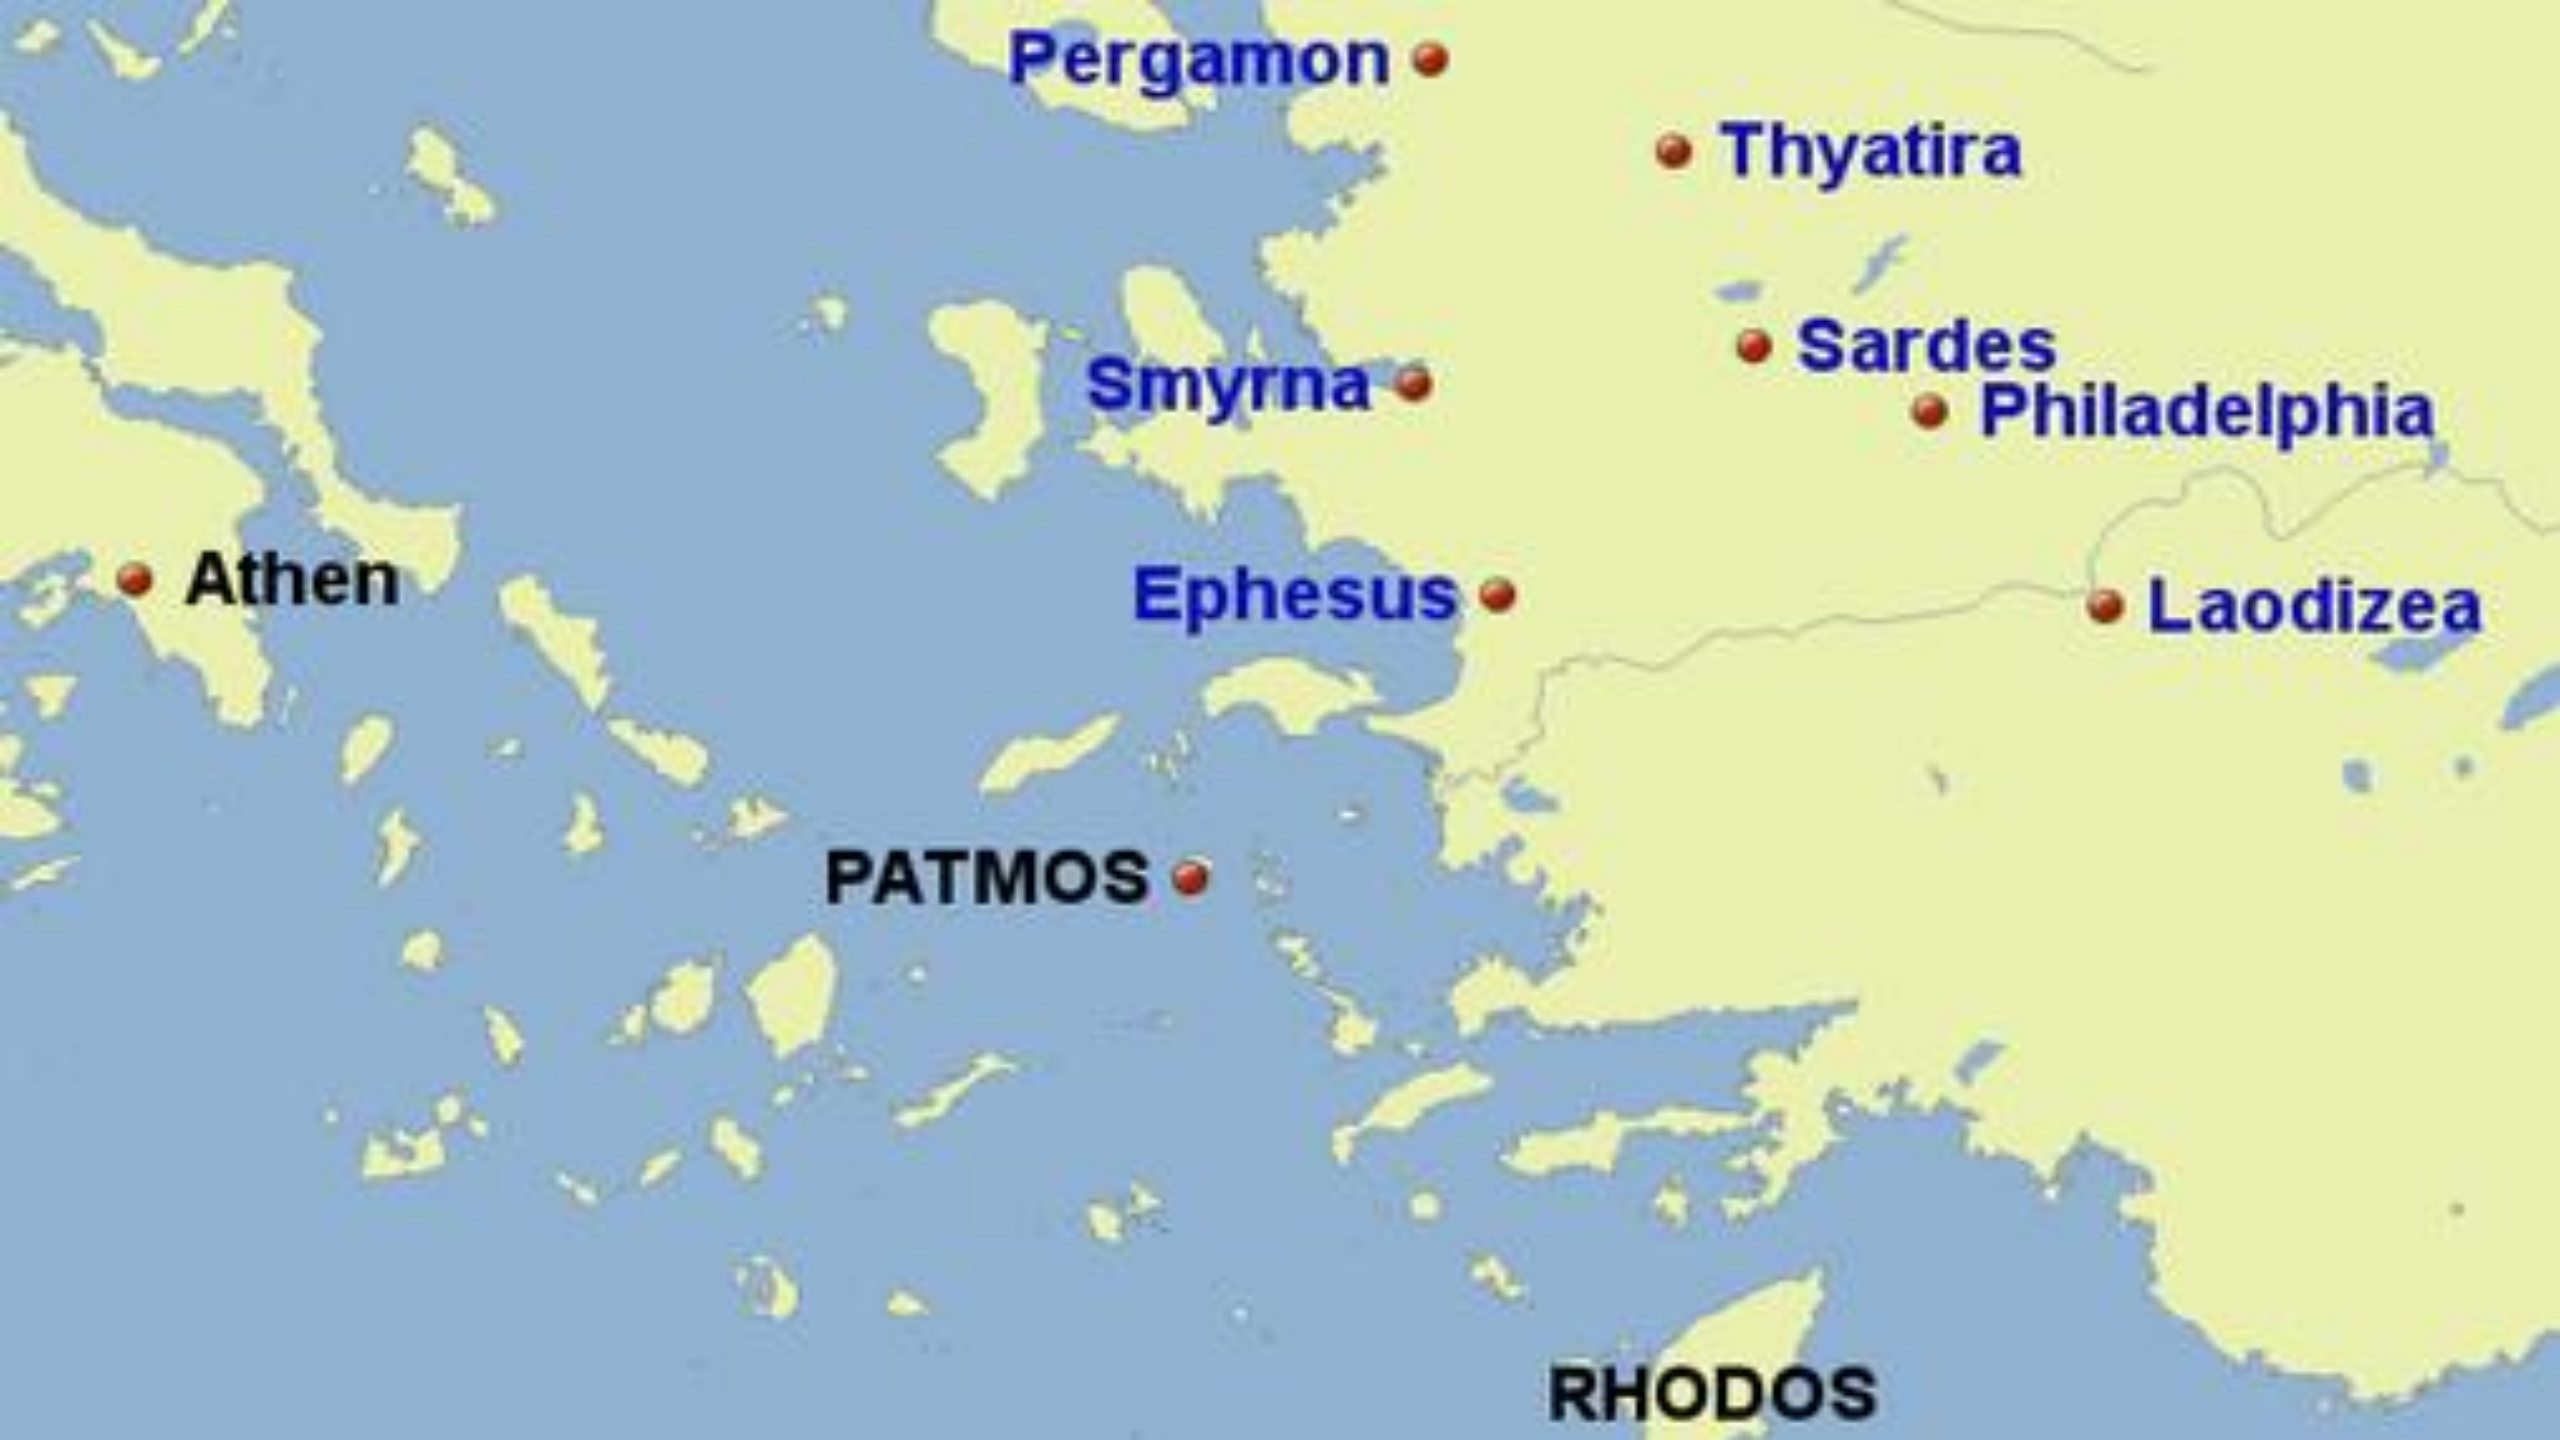 Pergamon
Thyatira
Sardes
Smyrna
Philadelphia
Athen
Ephesus
Laodizea
PATMOS
RHODOS